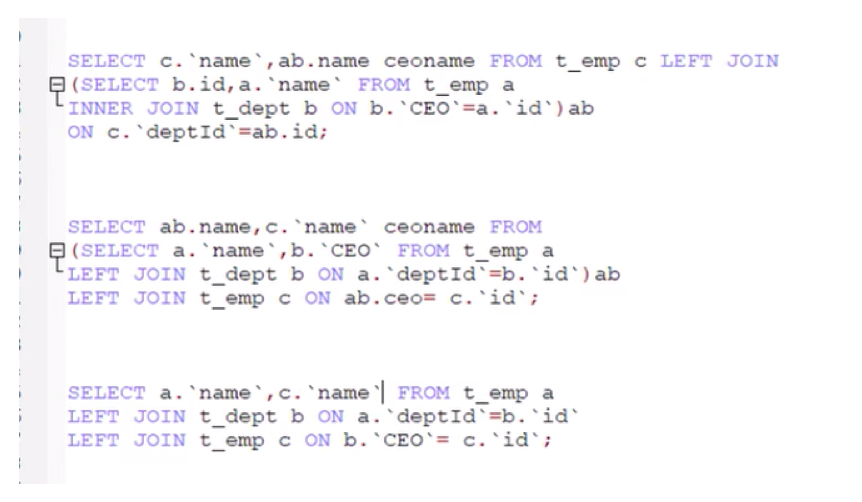 SELECT c.`name`,ab.name ceoname FROM t_emp c LEFT JOIN
(SELECT b.id,a.`name` FROM t_emp a
INNER JOIN t_dept b ON b.`CEO`=a.`id`)ab
ON c.`deptId`=ab.id;
SELECT ab.name,c.`name` ceoname FROM
(SELECT a.`name`,b.`CEO` FROM t_emp a
LEFT JOIN t_dept b ON a.`deptId`=b.`id`)ab
LEFT JOIN t_emp c ON ab.ceo= c.`id`;
SELECT a.`name`,c.`name` FROM t_emp a
LEFT JOIN t_dept b ON a.`deptId`=b.`id`
LEFT JOIN t_emp c ON b.`CEO`= c.`id`;